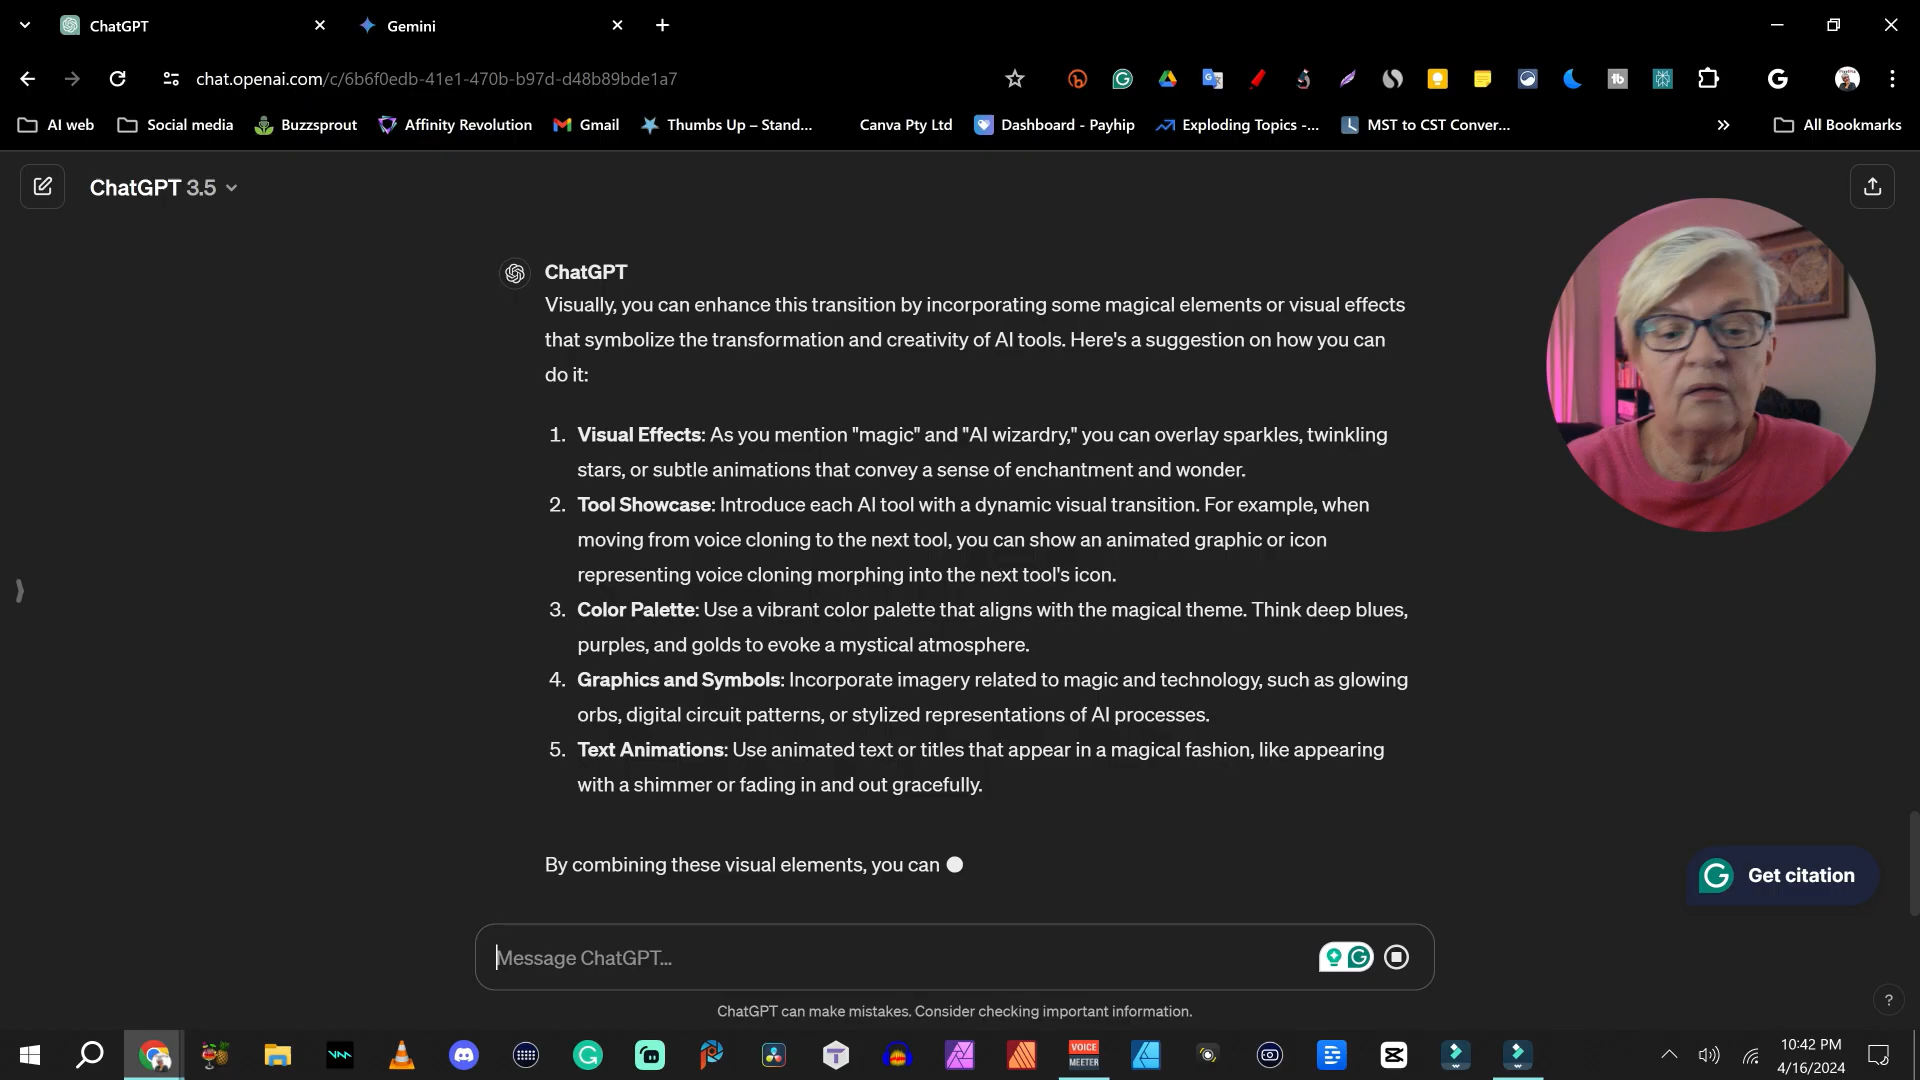 ChatGPT
Gemini
chat.openai.com/c/6b6f0edb-41e1-470b-b97d-d48b89bde1a7
AI web
Social media
Buzzsprout
Affinity Revolution
Gmail
Thumbs Up – Stand...
Canva Pty Ltd
Dashboard - Payhip
Exploding Topics -...
MST to CST Conver...
All Bookmarks
ChatGPT 3.5
ChatGPT
Visually, you can enhance this transition by incorporating some magical elements or visual effects
that symbolize the transformation and creativity of AI tools. Here's a suggestion on how you can
do it:
1. Visual Effects: As you mention "magic" and "AI wizardry," you can overlay sparkles, twinkling
stars, or subtle animations that convey a sense of enchantment and wonder.
2. Tool Showcase: Introduce each AI tool with a dynamic visual transition. For example, when
moving from voice cloning to the next tool, you can show an animated graphic or icon
representing voice cloning morphing into the next tool's icon.
3. Color Palette: Use a vibrant color palette that aligns with the magical theme. Think deep blues,
purples, and golds to evoke a mystical atmosphere.
4. Graphics and Symbols: Incorporate imagery related to magic and technology, such as glowing
orbs, digital circuit patterns, or stylized representations of AI processes.
5. Text Animations: Use animated text or titles that appear in a magical fashion, like appearing
with a shimmer or fading in and out gracefully.
By combining these visual elements, you can
Get citation
Message ChatGPT...
ChatGPT can make mistakes. Consider checking important information.
?
VOICE
MEETER
10:42 PM
4/16/2024